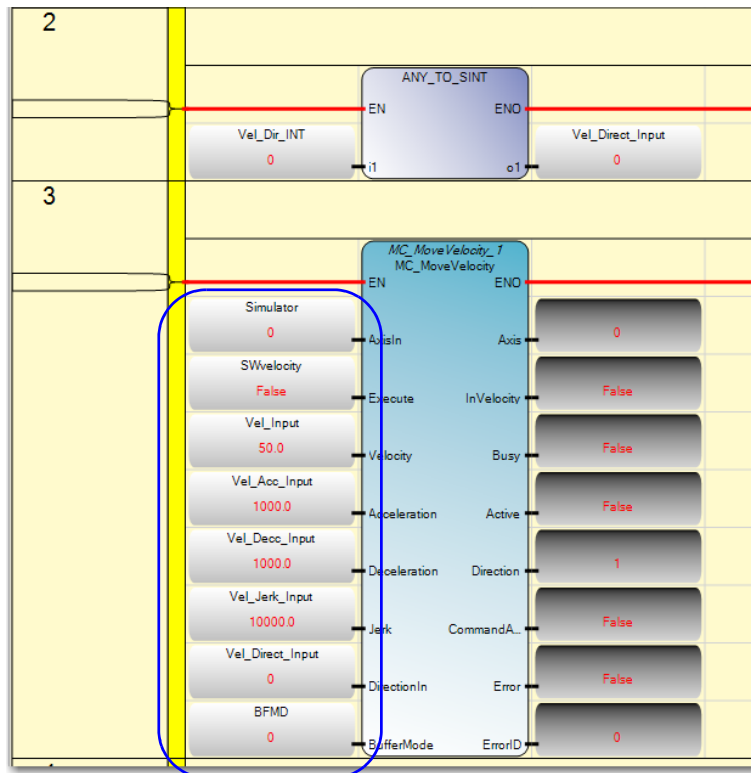 2
ANY_TO_SINT
EN ENO
Vel_Dir_INT Vel_Direct_Input
0 0
i1 o1
3
MC_MoveVelocity_1
MC_MoveVelocity
EN ENO
Simulator
0 0
AxisIn Axis
SWvelocity
False False
Execute InVelocity
Vel_Input
50.0 False
Velocity Busy
Vel_Acc_Input
1000.0 False
Acceleration Active
Vel_Decc_Input
1000.0 1
Deceleration Direction
Vel_Jerk_Input
10000.0 False
Jerk CommandA...
Vel_Direct_Input
0 False
DirectionIn Error
BFMD
0 0
BufferMode ErrorID